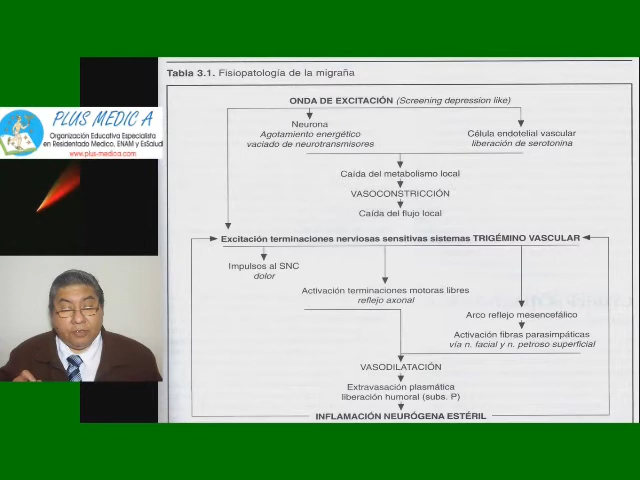 PLUS MEDIC A
Organización Educativa Especialista
en Residentado Medico, ENAM y EsSalud
www.plus-medica.com
Tabla 3.1. Fisiopatología de la migraña
ONDA DE EXCITACIÓN (Screening depression like)
Neurona
Agotamiento energético
vaciado de neurotransmisores
Célula endotelial vascular
liberación de serotonina
Caída del metabolismo local
VASOCONSTRICCIÓN
Caída del flujo local
Excitación terminaciones nerviosas sensitivas sistemas TRIGÉMINO VASCULAR
Impulsos al SNC
dolor
Activación terminaciones motoras libres
reflejo axonal
Arco reflejo mesencefálico
Activación fibras parasimpáticas
vía n. facial y n. petroso superficial
VASODILATACIÓN
Extravasación plasmática
liberación humoral (subs. P)
INFLAMACIÓN NEURÓGENA ESTÉRIL